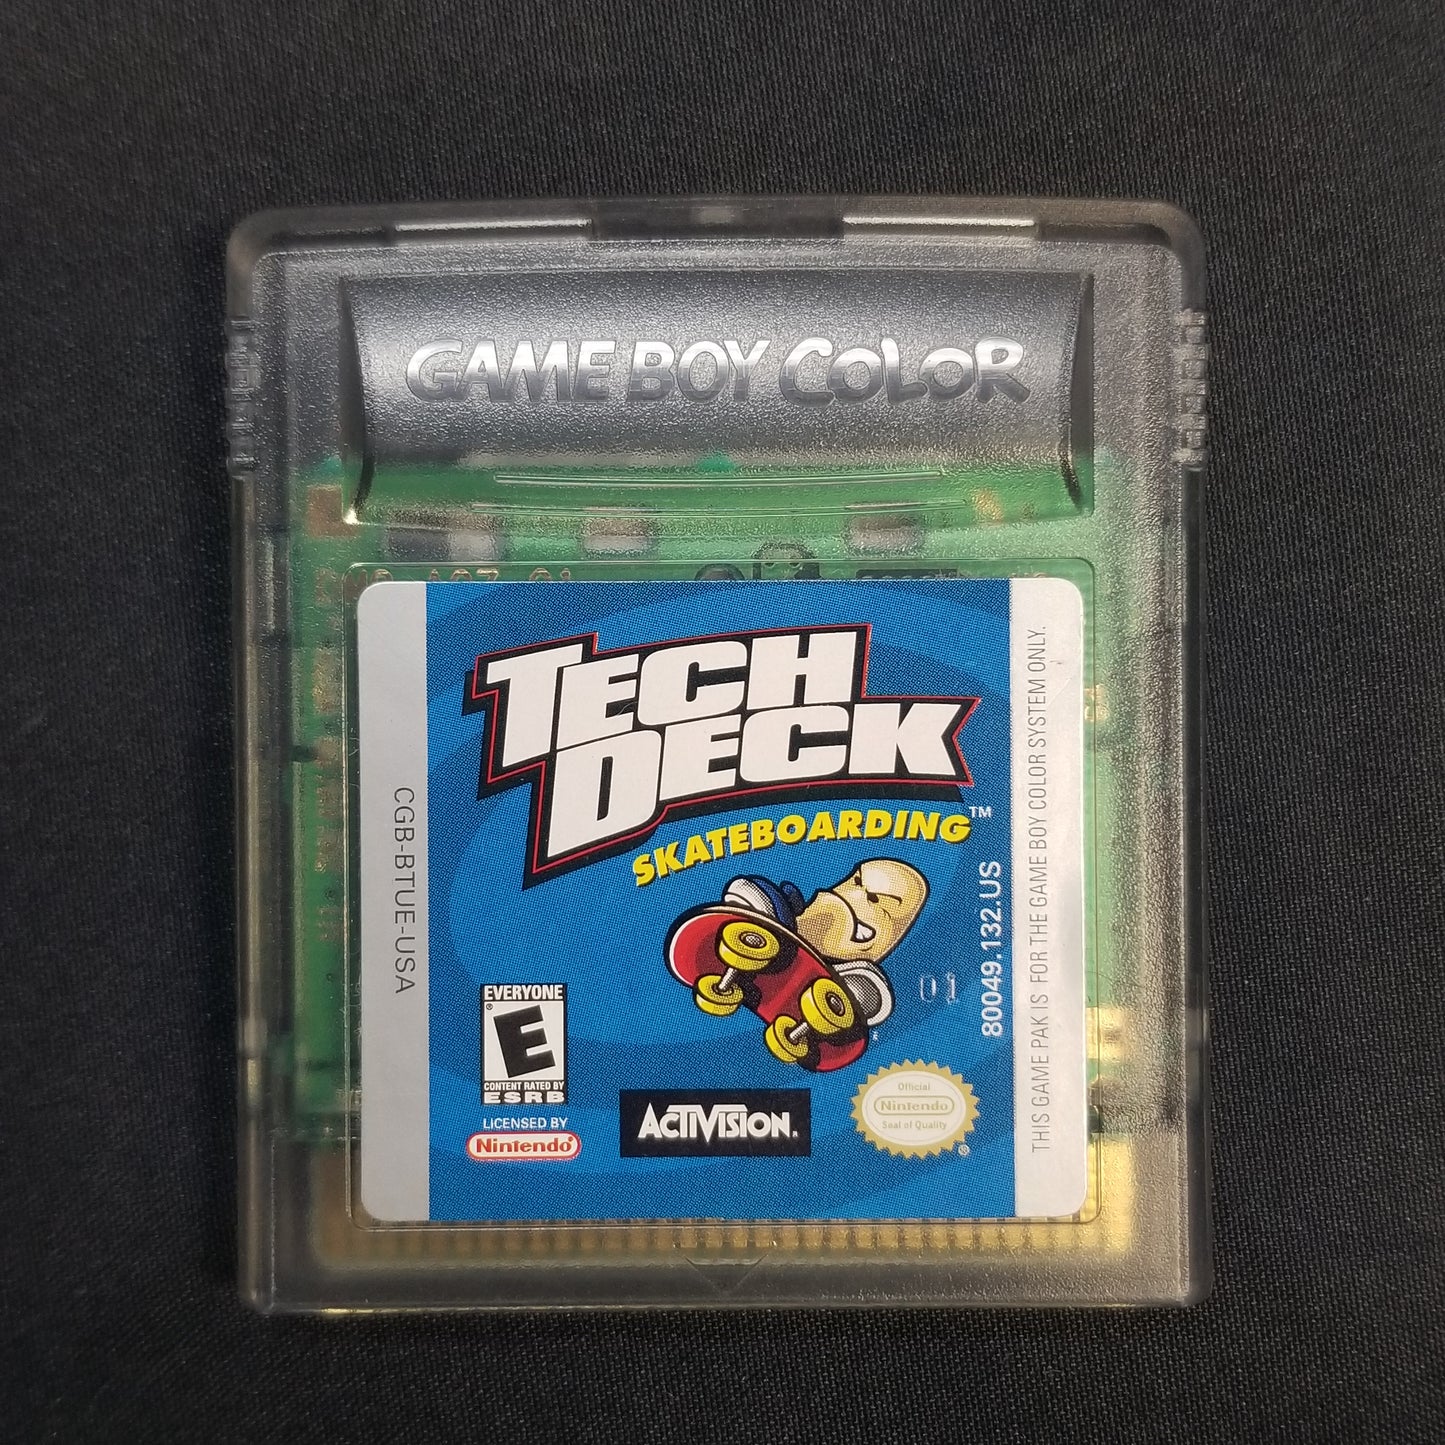 GAME BOY COLOR
TECH
DECK
SKATEBOARDING™
CGB-BTUE-USA
80049.132.US
THIS GAME PAK IS FOR THE GAME BOY COLOR SYSTEM ONLY.
01
EVERYONE
E
®
CONTENT RATED BY
ESRB
LICENSED BY
Nintendo®
ACTIVISION®
Official
Nintendo
Seal of Quality
®